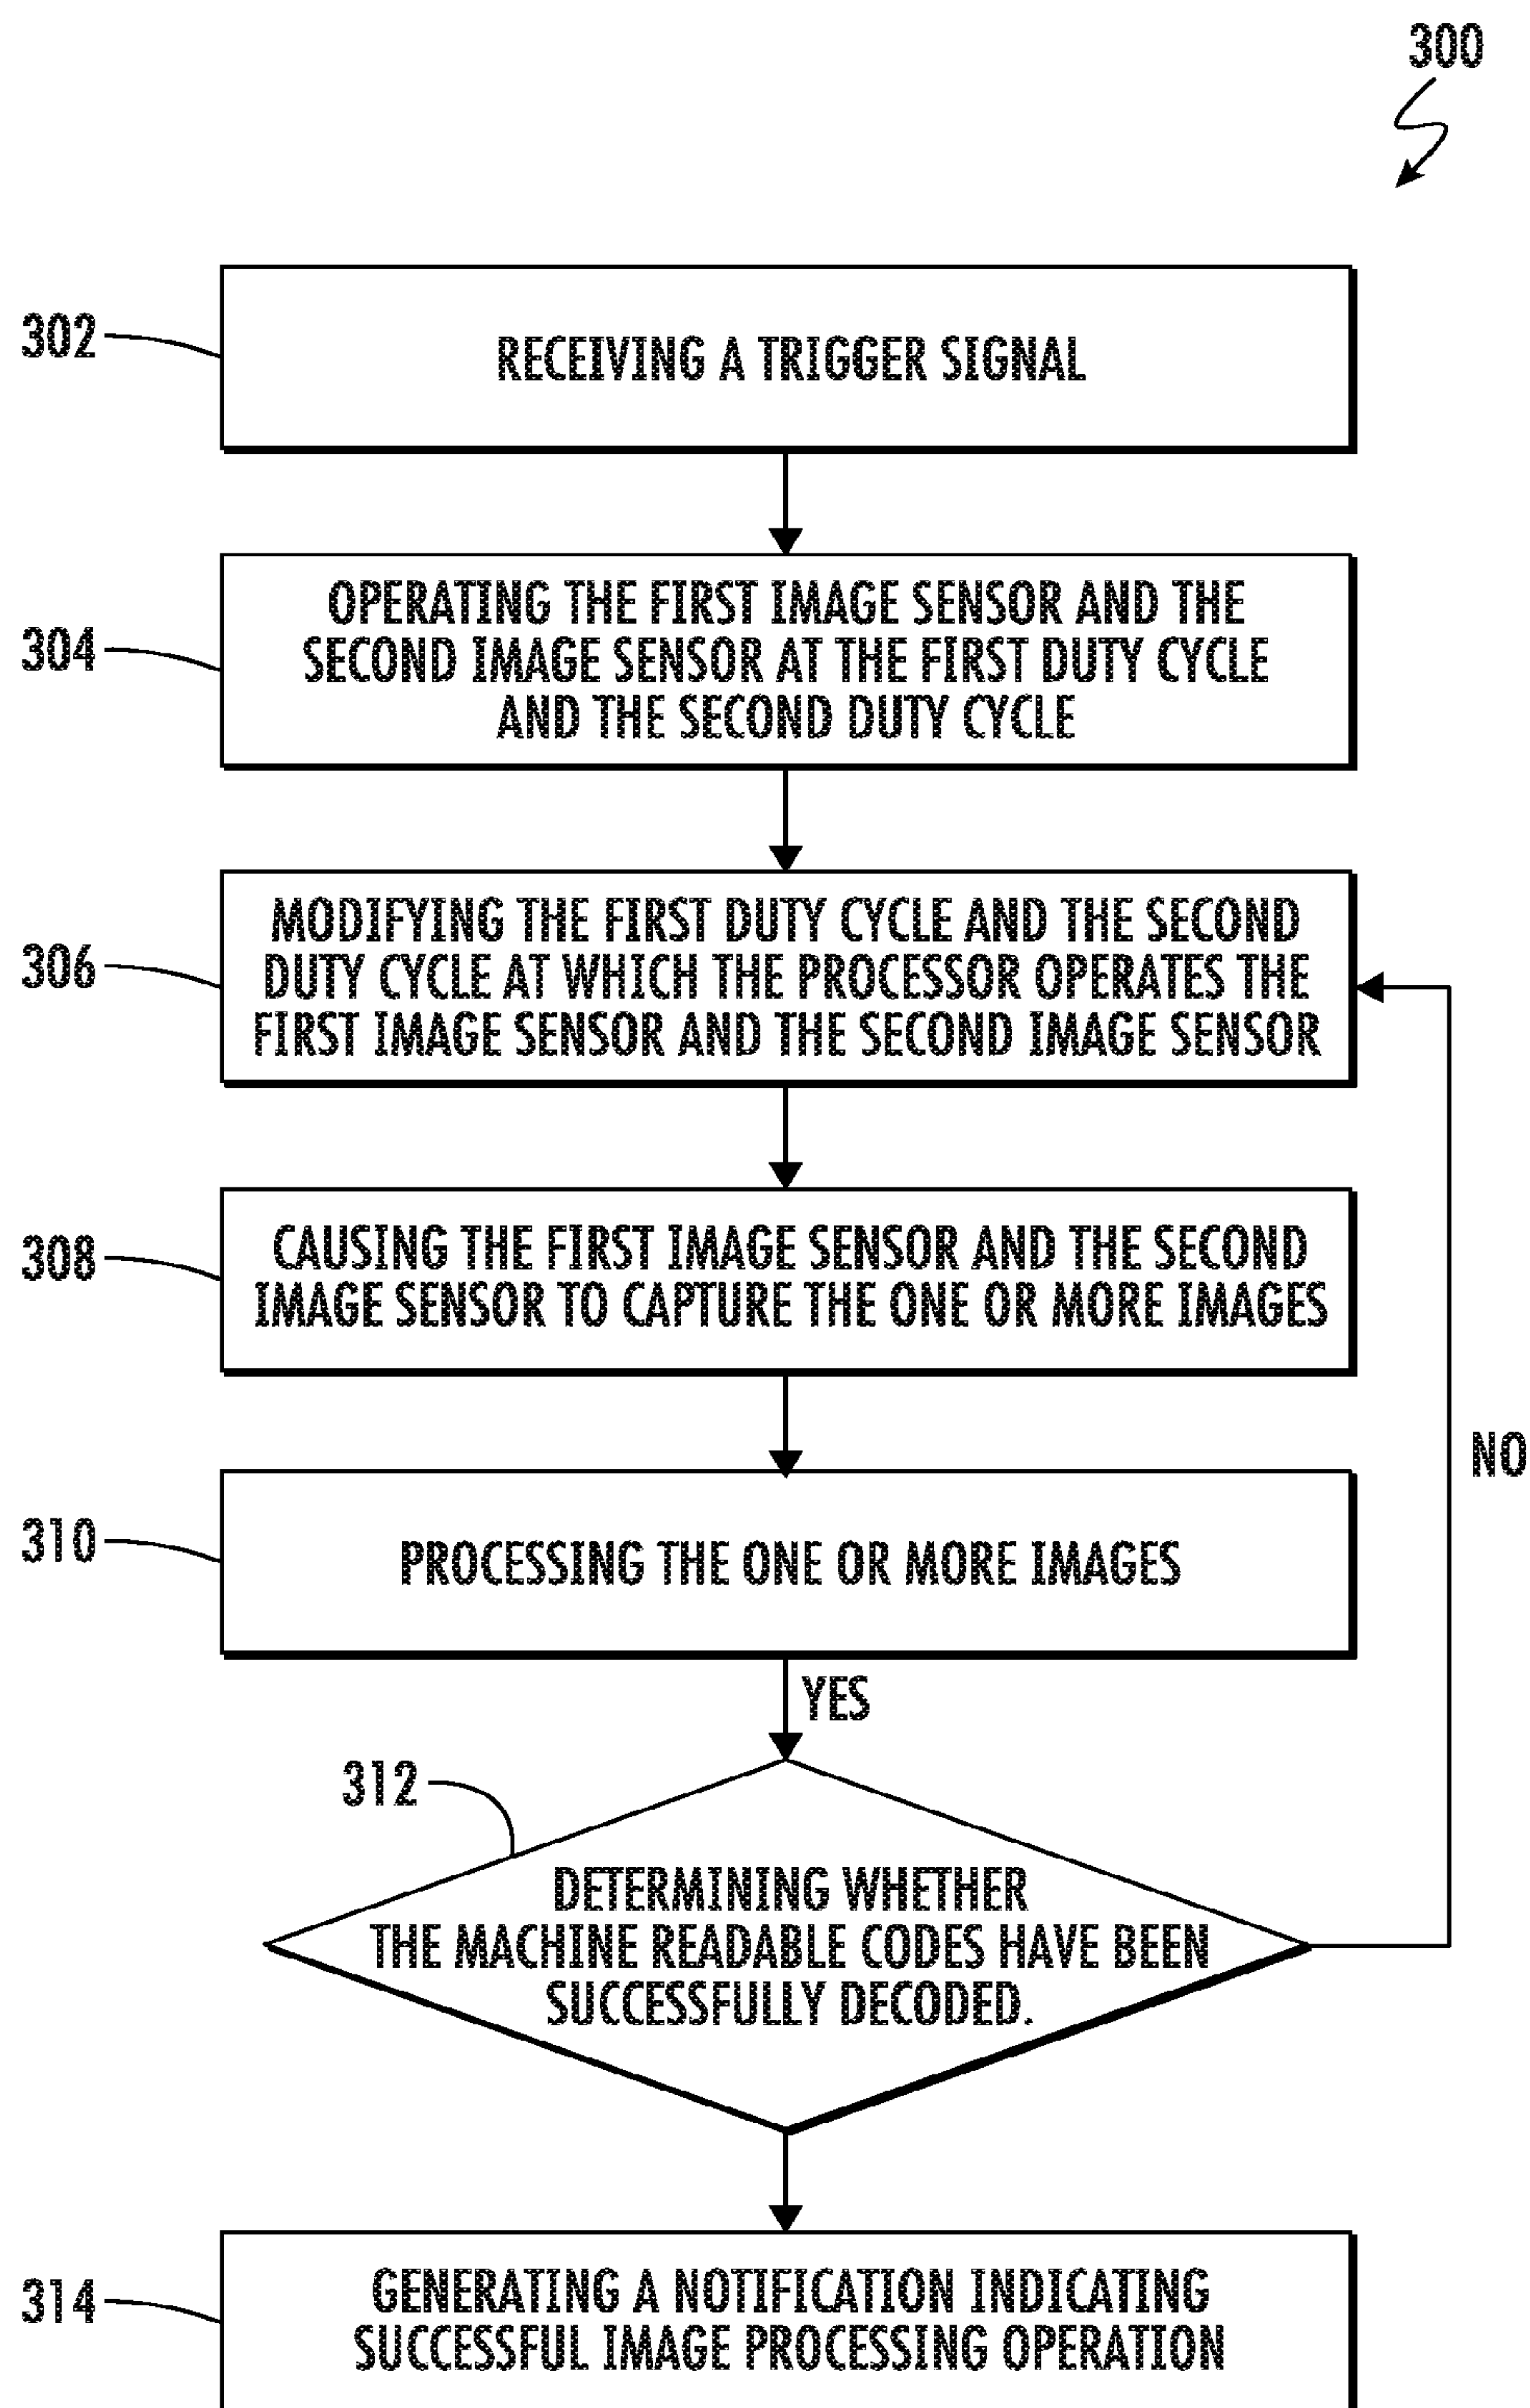 300
302
RECEIVING A TRIGGER SIGNAL
304
OPERATING THE FIRST IMAGE SENSOR AND THE
SECOND IMAGE SENSOR AT THE FIRST DUTY CYCLE
AND THE SECOND DUTY CYCLE
306
MODIFYING THE FIRST DUTY CYCLE AND THE SECOND
DUTY CYCLE AT WHICH THE PROCESSOR OPERATES THE
FIRST IMAGE SENSOR AND THE SECOND IMAGE SENSOR
308
CAUSING THE FIRST IMAGE SENSOR AND THE SECOND
IMAGE SENSOR TO CAPTURE THE ONE OR MORE IMAGES
NO
310
PROCESSING THE ONE OR MORE IMAGES
YES
312
DETERMINING WHETHER
THE MACHINE READABLE CODES HAVE BEEN
SUCCESSFULLY DECODED.
314
GENERATING A NOTIFICATION INDICATING
SUCCESSFUL IMAGE PROCESSING OPERATION